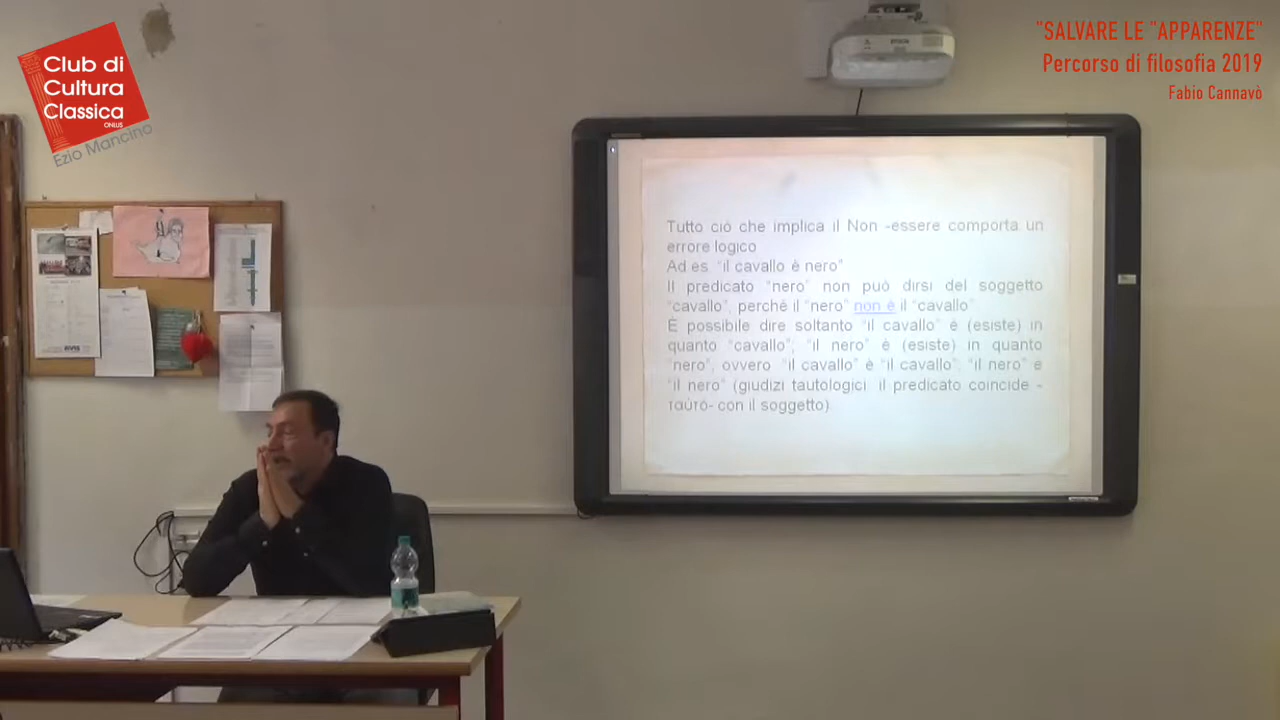 Club di
Cultura
Classica
ONLUS
Ezio Mancino
"SALVARE LE "APPARENZE"
Percorso di filosofia 2019
Fabio Cannavò
Tutto ciò che implica il Non -essere comporta un
errore logico
Ad es. "il cavallo è nero"
Il predicato "nero" non può dirsi del soggetto
"cavallo", perché il "nero" non è il "cavallo"
È possibile dire soltanto "il cavallo" è (esiste) in
quanto "cavallo"; "il nero" è (esiste) in quanto
"nero", ovvero "il cavallo" è "il cavallo"; "il nero" e
"il nero" (giudizi tautologici: il predicato coincide -
ταὐτό- con il soggetto).